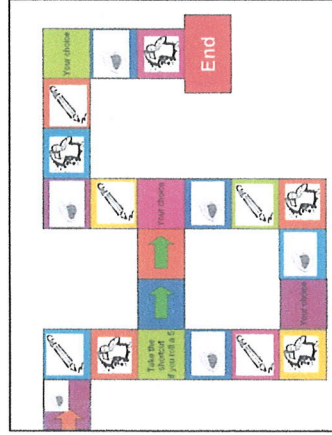 Your choice
End
Your choice
Take the
shortcut
if you roll a 5
Your choice